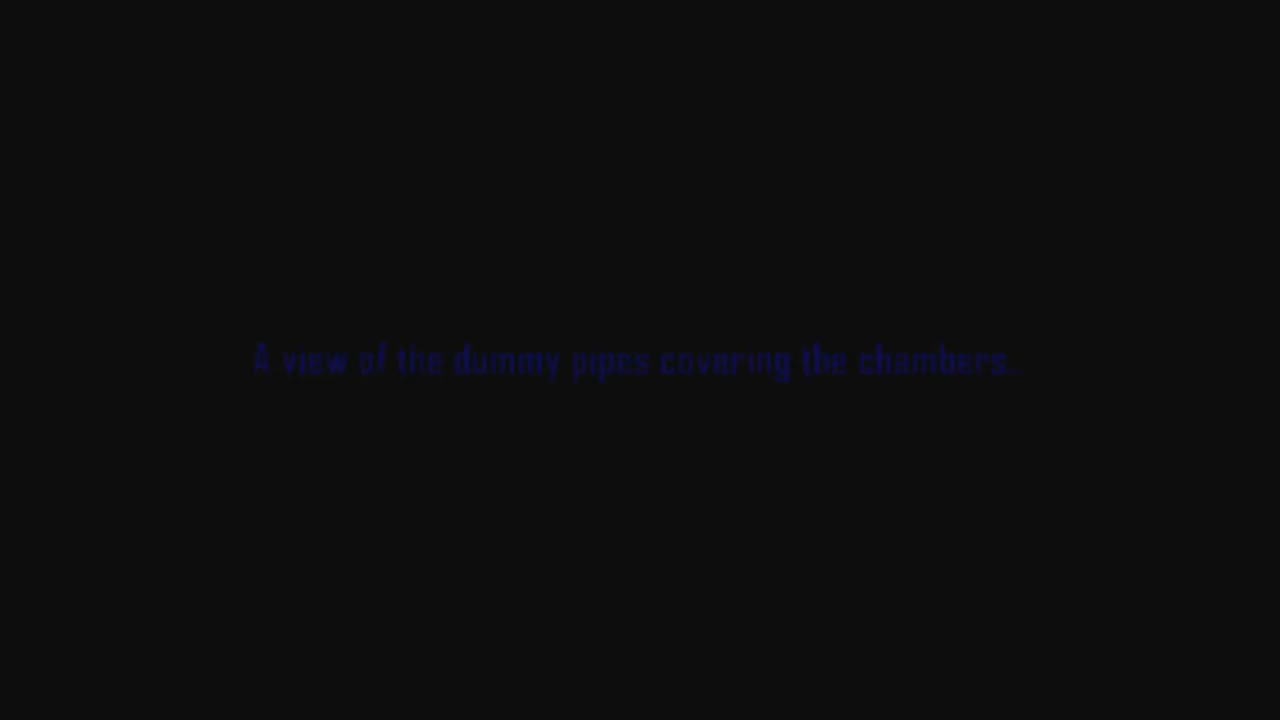 A view of the dummy pipes covering the chambers.